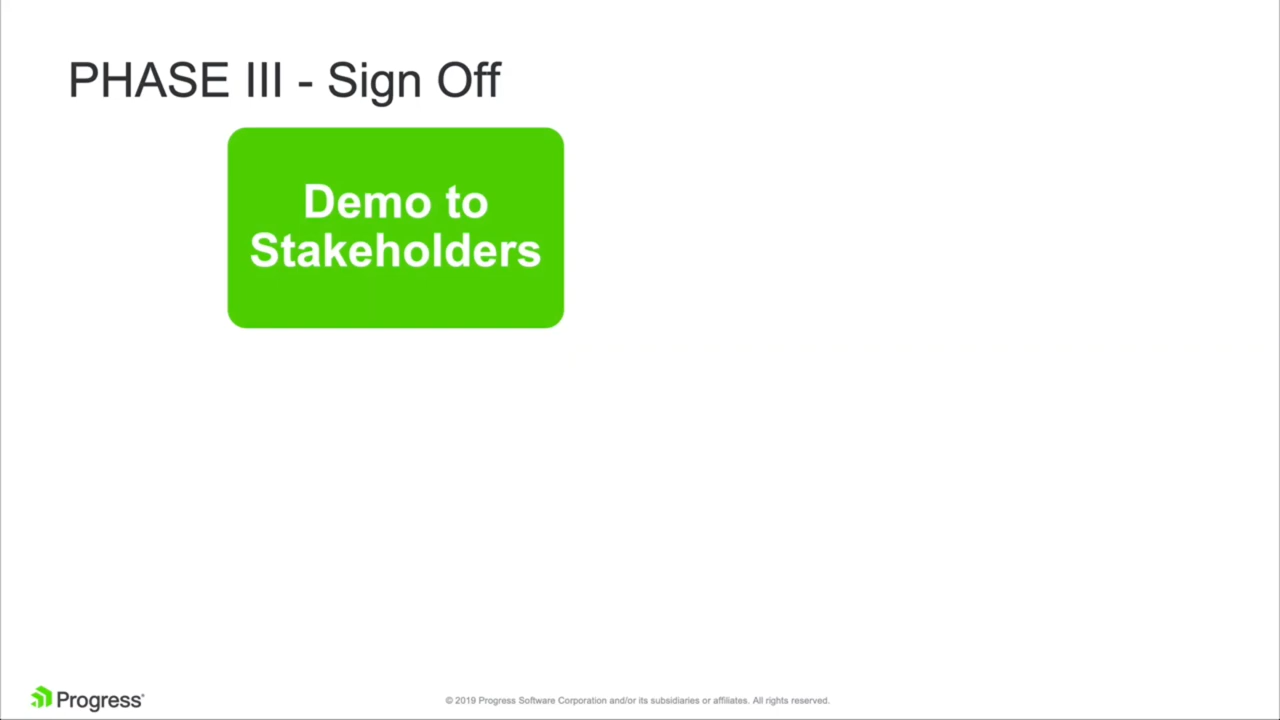 PHASE III - Sign Off
Demo to
Stakeholders
Progress
© 2019 Progress Software Corporation and/or its subsidiaries or affiliates. All rights reserved.